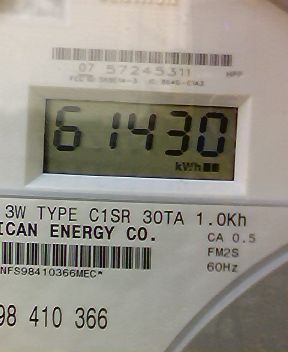 07 57245311 HPP
61430
kWh
3W TYPE C1SR 30TA 1.0Kh
ICAN ENERGY CO. CA 0.5
FM2S
NFS98410366MEC* 60Hz
98 410 366